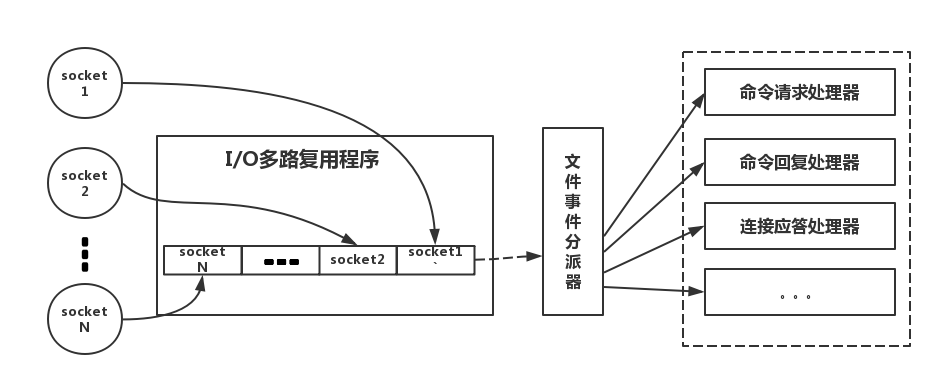 socket
1
I/O多路复用程序
socket
2
socket
N
socket2
socket1
`
socket
N
文
件
事
件
分
派
器
命令请求处理器
命令回复处理器
连接应答处理器
。。。